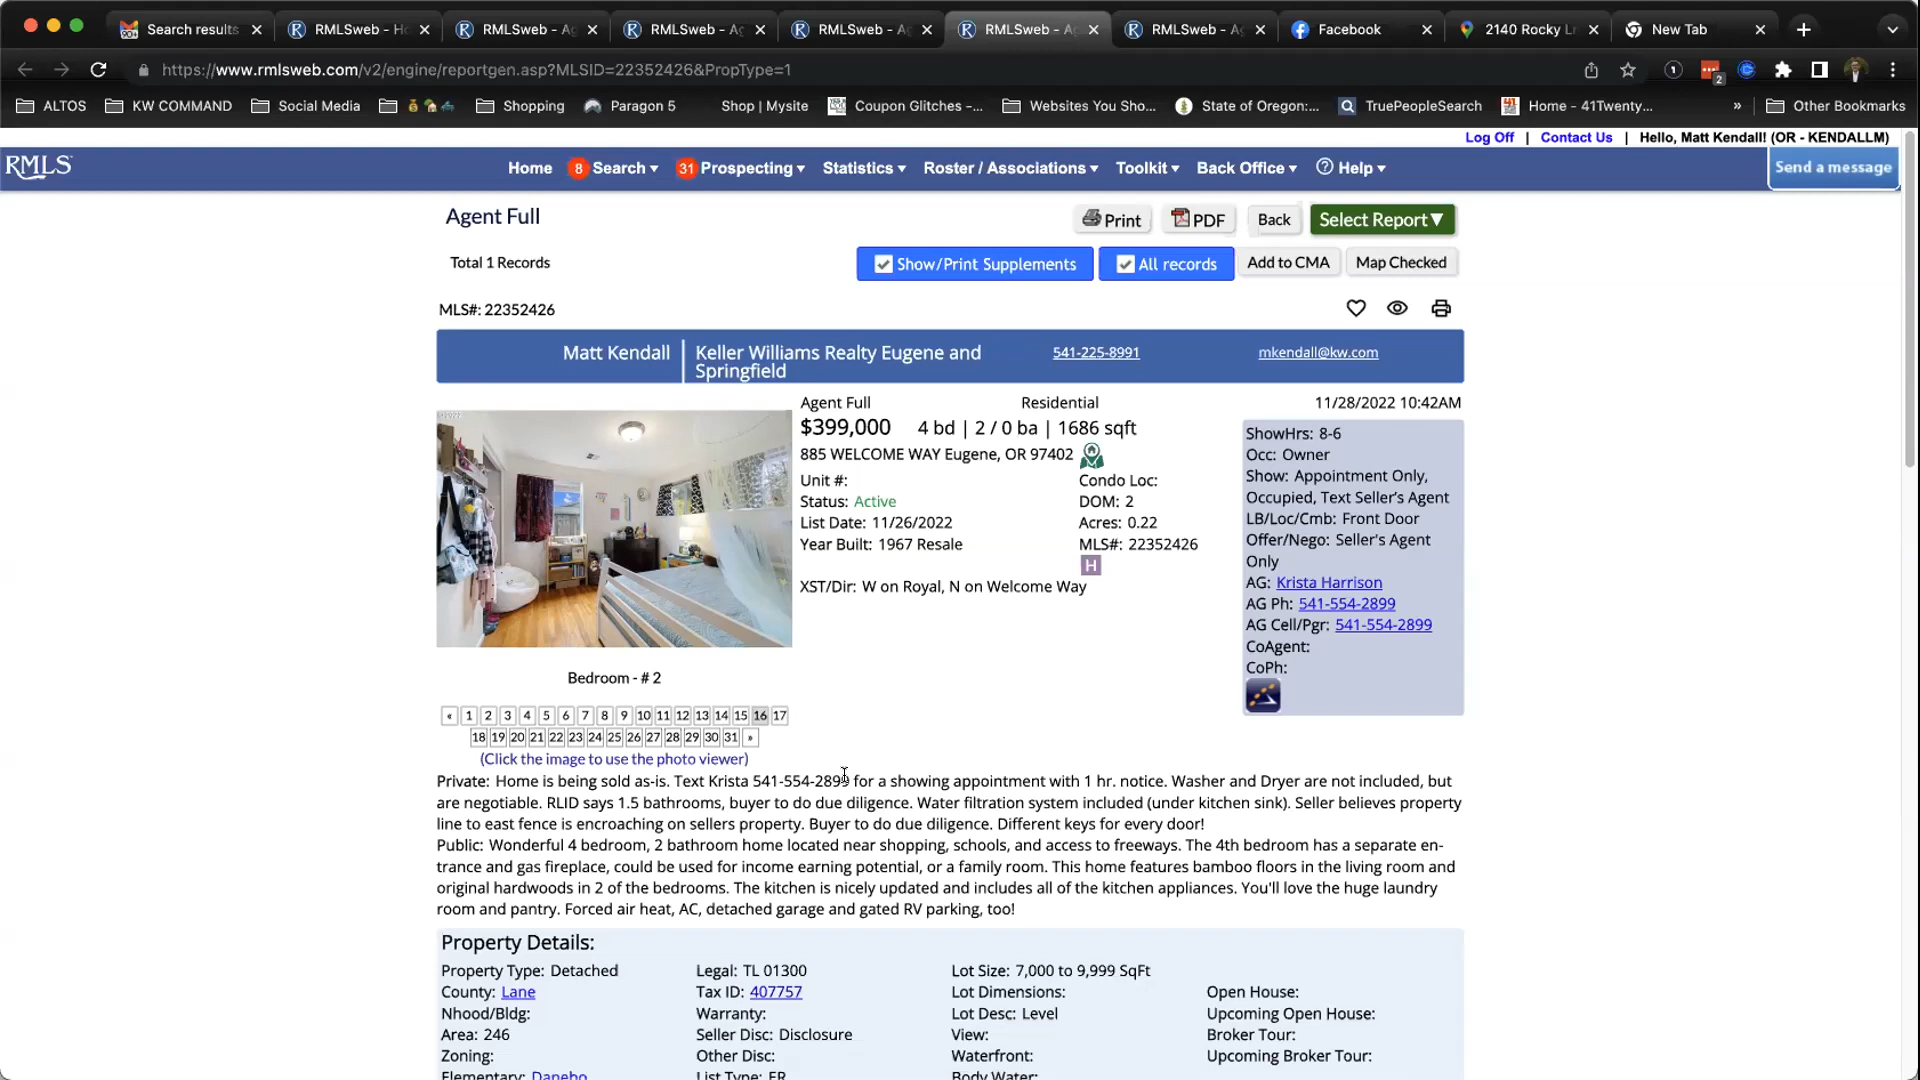 Search results
RMLSweb - H
RMLSweb - Ag
RMLSweb - Ag
RMLSweb - Ag
RMLSweb - Ag
RMLSweb - Ag
Facebook
2140 Rocky Ln
New Tab
https://www.rmlsweb.com/v2/engine/reportgen.asp?MLSID=22352426&PropType=1
2
ALTOS
KW COMMAND
Social Media
Shopping
Paragon 5
Shop | Mysite
Coupon Glitches -...
Websites You Sho...
State of Oregon:...
TruePeopleSearch
Home - 41Twenty...
»
Other Bookmarks
Log Off | Contact Us | Hello, Matt Kendall! (OR - KENDALLM)
RMLS
Home
8 Search
31 Prospecting
Statistics
Roster / Associations
Toolkit
Back Office
Help
Send a message
Agent Full
Print
PDF
Back
Select Report▼
Total 1 Records
Show/Print Supplements
All records
Add to CMA
Map Checked
MLS#: 22352426
Matt Kendall
Keller Williams Realty Eugene and
Springfield
541-225-8991
mkendall@kw.com
Agent Full
Residential
11/28/2022 10:42AM
$399,000
4 bd | 2 / 0 ba | 1686 sqft
885 WELCOME WAY Eugene, OR 97402
Unit #:
Condo Loc:
Status: Active
DOM: 2
List Date: 11/26/2022
Acres: 0.22
Year Built: 1967 Resale
MLS#: 22352426
H
XST/Dir: W on Royal, N on Welcome Way
ShowHrs: 8-6
Occ: Owner
Show: Appointment Only,
Occupied, Text Seller's Agent
LB/Loc/Cmb: Front Door
Offer/Nego: Seller's Agent
Only
AG: Krista Harrison
AG Ph: 541-554-2899
AG Cell/Pgr: 541-554-2899
CoAgent:
CoPh:
Bedroom - # 2
« 1 2 3 4 5 6 7 8 9 10 11 12 13 14 15 16 17
18 19 20 21 22 23 24 25 26 27 28 29 30 31 »
(Click the image to use the photo viewer)
Private: Home is being sold as-is. Text Krista 541-554-2899 for a showing appointment with 1 hr. notice. Washer and Dryer are not included, but
are negotiable. RLID says 1.5 bathrooms, buyer to do due diligence. Water filtration system included (under kitchen sink). Seller believes property
line to east fence is encroaching on sellers property. Buyer to do due diligence. Different keys for every door!
Public: Wonderful 4 bedroom, 2 bathroom home located near shopping, schools, and access to freeways. The 4th bedroom has a separate en-
trance and gas fireplace, could be used for income earning potential, or a family room. This home features bamboo floors in the living room and
original hardwoods in 2 of the bedrooms. The kitchen is nicely updated and includes all of the kitchen appliances. You'll love the huge laundry
room and pantry. Forced air heat, AC, detached garage and gated RV parking, too!
Property Details:
Property Type: Detached
Legal: TL 01300
Lot Size: 7,000 to 9,999 SqFt
County: Lane
Tax ID: 407757
Lot Dimensions:
Open House:
Nhood/Bldg:
Warranty:
Lot Desc: Level
Upcoming Open House:
Area: 246
Seller Disc: Disclosure
View:
Broker Tour:
Zoning:
Other Disc:
Waterfront:
Upcoming Broker Tour:
Elementary: Danebo
List Type: ER
Body Water: